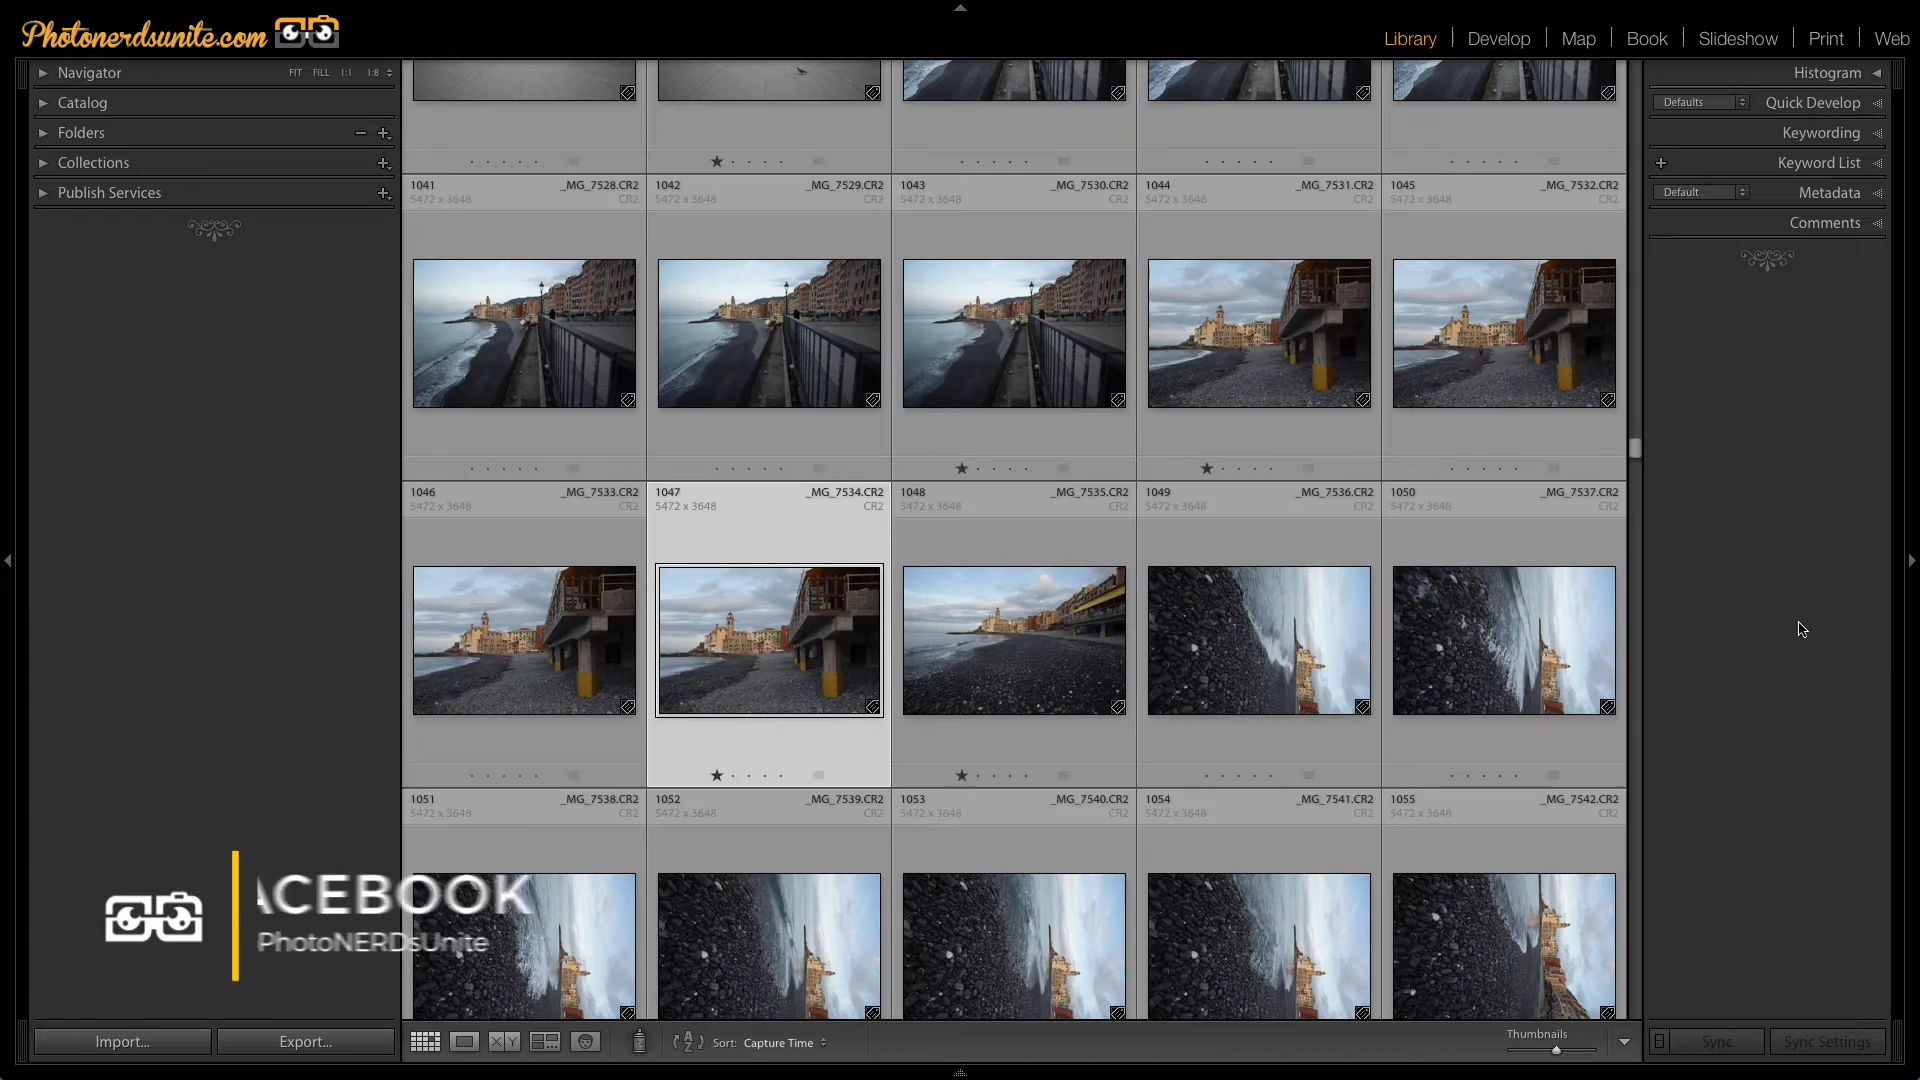 Photonerdsunite.com
Library | Develop | Map | Book | Slideshow | Print | Web
Navigator FIT FILL 1:1 1:8
Catalog
Folders
Collections
Publish Services
Histogram
Defaults Quick Develop
Keywording
Keyword List
Default Metadata
Comments
1041 _MG_7528.CR2 1042 _MG_7529.CR2 1043 _MG_7530.CR2 1044 _MG_7531.CR2 1045 _MG_7532.CR2
5472 x 3648 CR2 5472 x 3648 CR2 5472 x 3648 CR2 5472 x 3648 CR2 5472 x 3648 CR2
1046 _MG_7533.CR2 1047 _MG_7534.CR2 1048 _MG_7535.CR2 1049 _MG_7536.CR2 1050 _MG_7537.CR2
5472 x 3648 CR2 5472 x 3648 CR2 5472 x 3648 CR2 5472 x 3648 CR2 5472 x 3648 CR2
1051 _MG_7538.CR2 1052 _MG_7539.CR2 1053 _MG_7540.CR2 1054 _MG_7541.CR2 1055 _MG_7542.CR2
5472 x 3648 CR2 5472 x 3648 CR2 5472 x 3648 CR2 5472 x 3648 CR2 5472 x 3648 CR2
ACEBOOK
PhotoNERDsUnite
Import... Export...
XY Sort: Capture Time Thumbnails
Sync Sync Settings